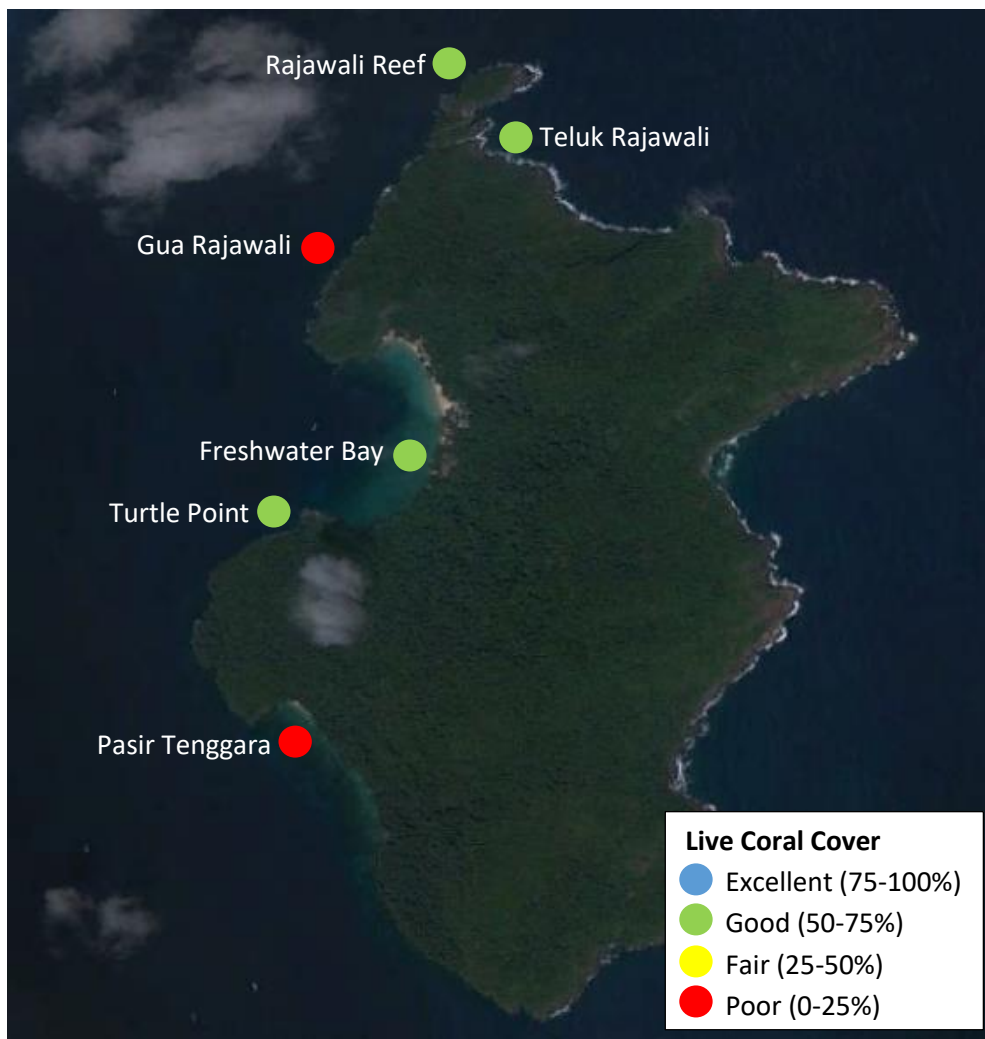 Rajawali Reef
Teluk Rajawali
Gua Rajawali
Freshwater Bay
Turtle Point
Pasir Tenggara
Live Coral Cover
Excellent (75-100%)
Good (50-75%)
Fair (25-50%)
Poor (0-25%)